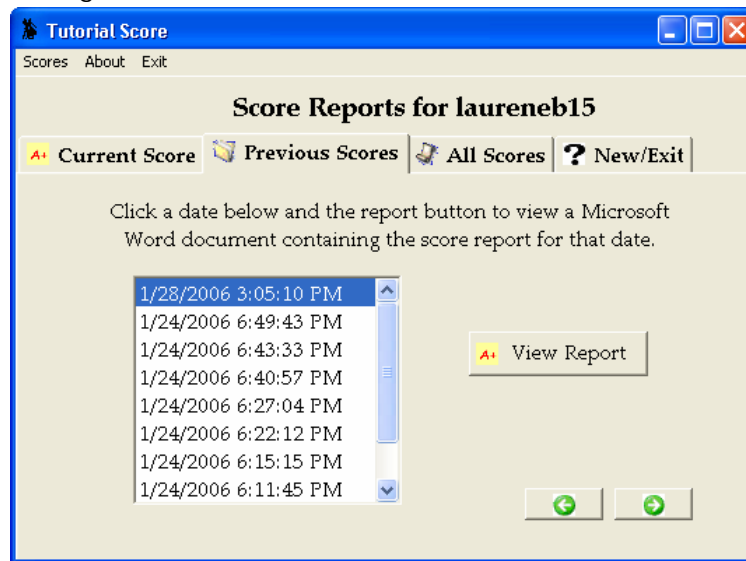 Tutorial Score
Scores About Exit
Score Reports for laureneb15
A+ Current Score Previous Scores All Scores ? New/Exit
Click a date below and the report button to view a Microsoft
Word document containing the score report for that date.
1/28/2006 3:05:10 PM
1/24/2006 6:49:43 PM
1/24/2006 6:43:33 PM
A+ View Report
1/24/2006 6:40:57 PM
1/24/2006 6:27:04 PM
1/24/2006 6:22:12 PM
1/24/2006 6:15:15 PM
1/24/2006 6:11:45 PM